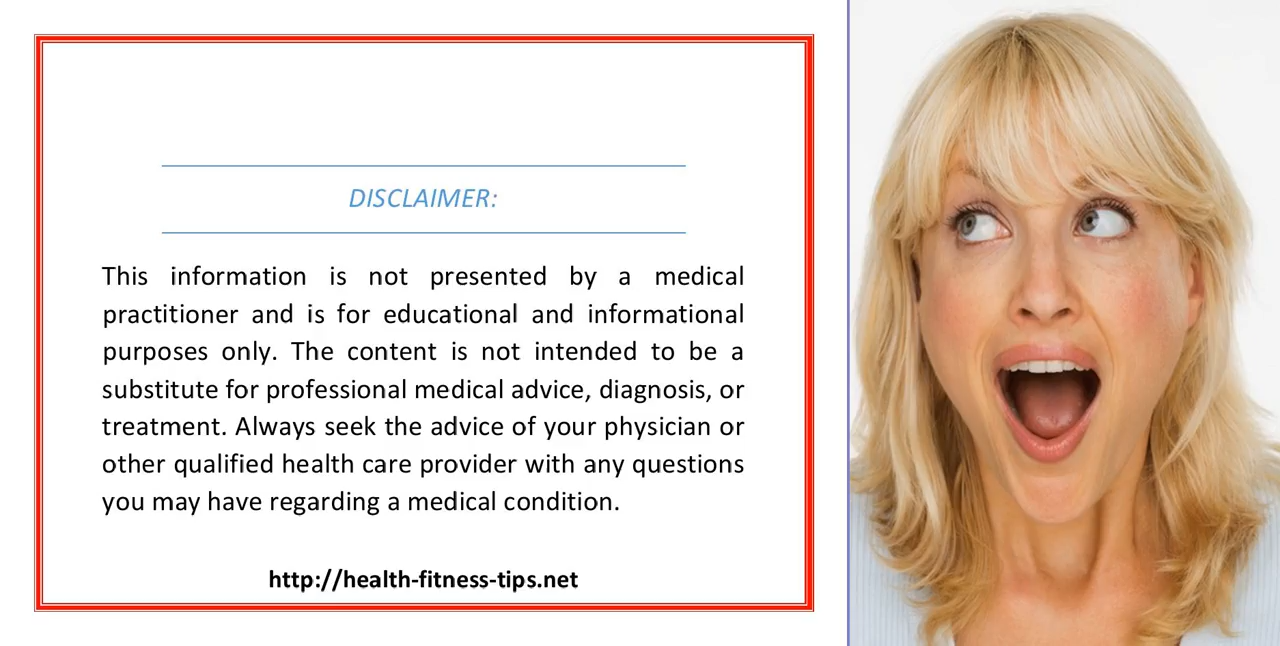 DISCLAIMER:
This information is not presented by a medical
practitioner and is for educational and informational
purposes only. The content is not intended to be a
substitute for professional medical advice, diagnosis, or
treatment. Always seek the advice of your physician or
other qualified health care provider with any questions
you may have regarding a medical condition.
http://health-fitness-tips.net